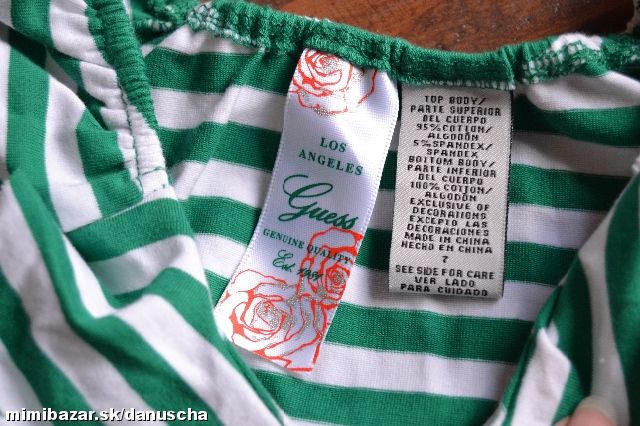 LOS
ANGELES
Guess
GENUINE QUALITY
Est. 1981
TOP BODY/
PARTE SUPERIOR
DEL CUERPO
95% COTTON/
ALGODON
5% SPANDEX/
SPANDEX
BOTTOM BODY/
PARTE INFERIOR
DEL CUERPO
100% COTTON/
ALGODON
EXCLUSIVE OF
DECORATIONS
EXCEPTO LAS
DECORACIONES
MADE IN CHINA
HECHO EN CHINA
7
SEE SIDE FOR CARE
VER LADO
PARA CUIDADO
mimibazar.sk/danuscha